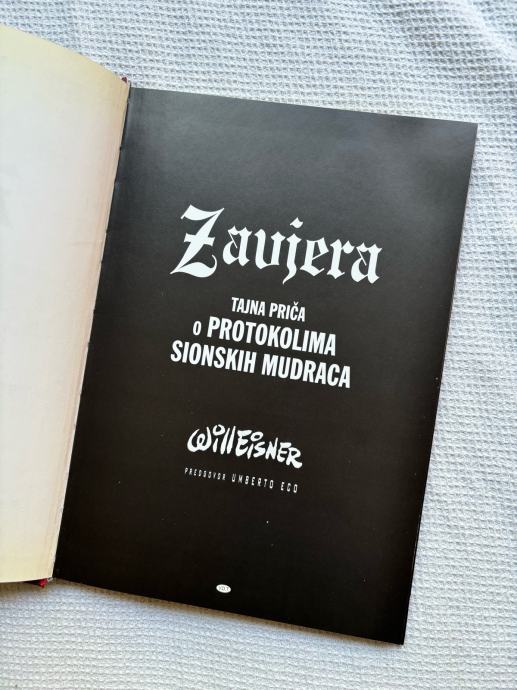 Zavjera
TAJNA PRIČA
o PROTOKOLIMA
SIONSKIH MUDRACA
Will Eisner
PREDGOVOR UMBERTO ECO